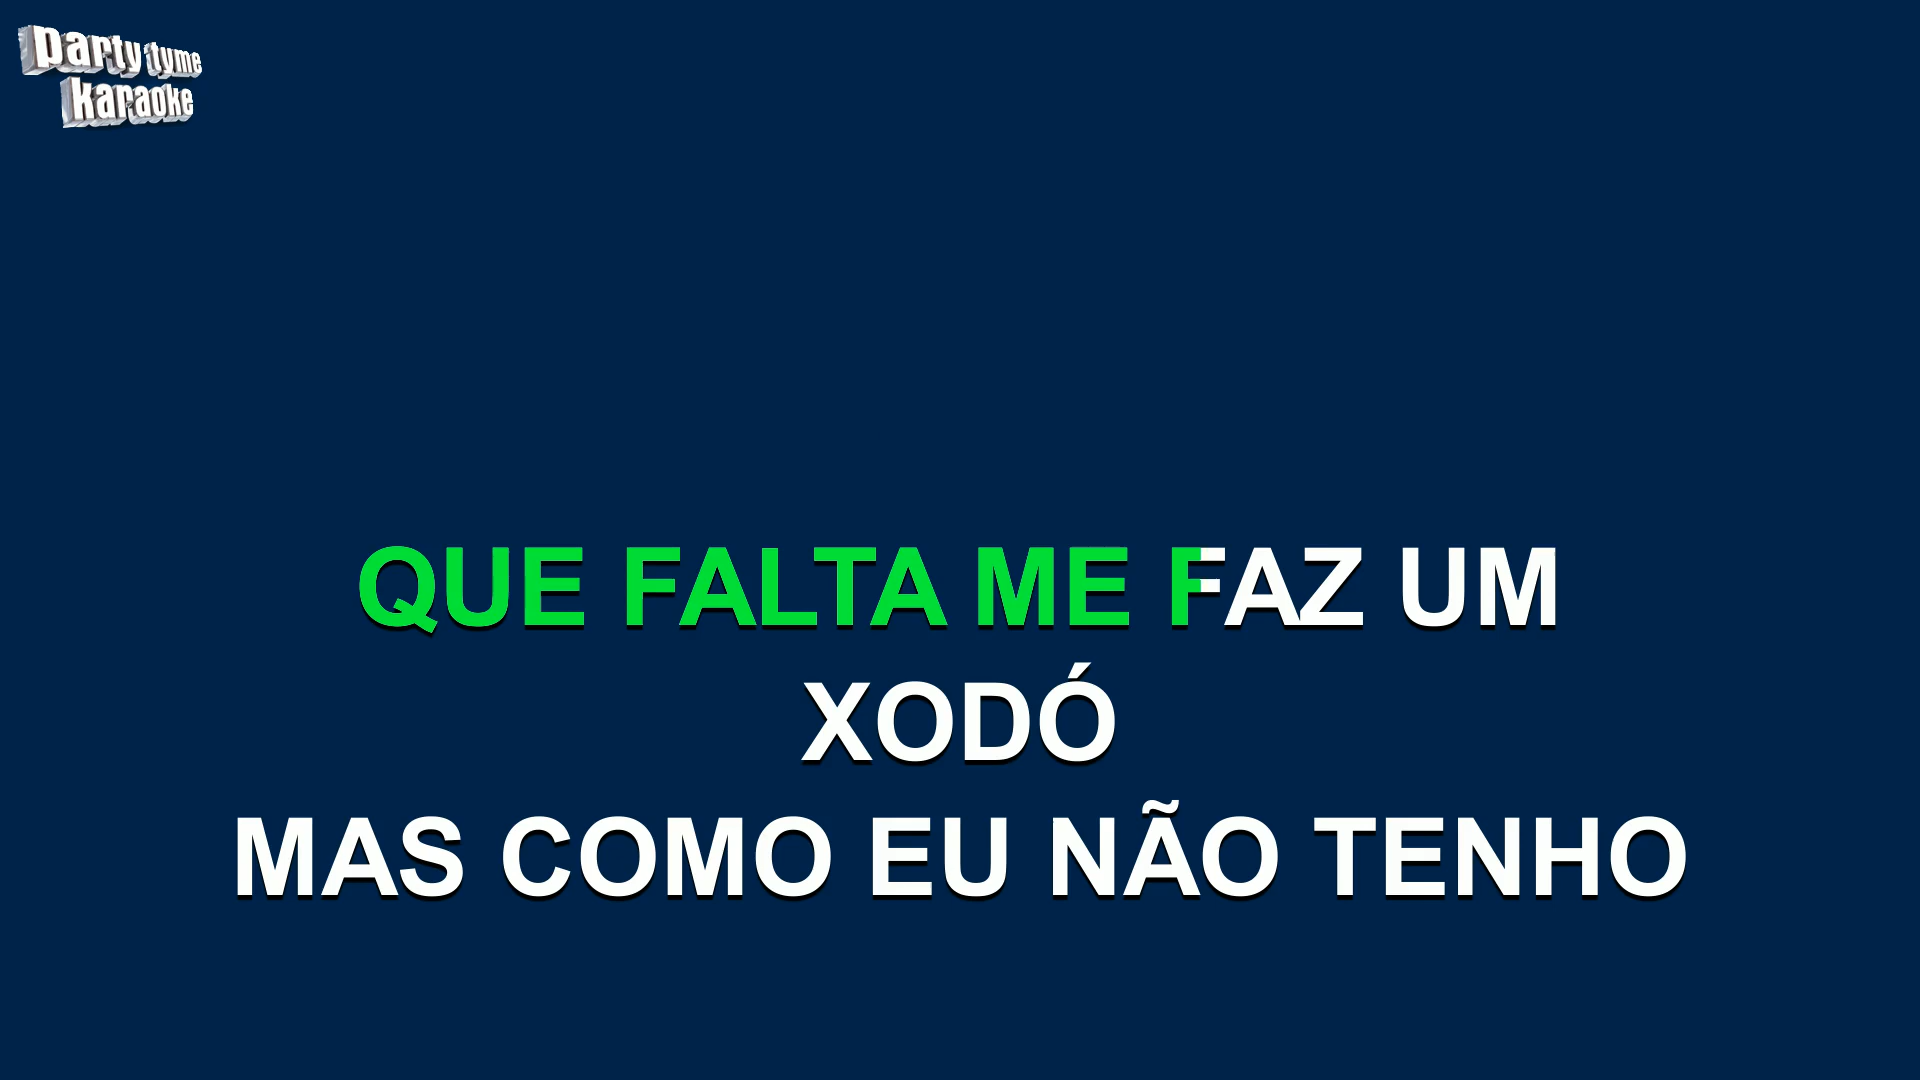 party tyme
karaoke
QUE FALTA ME FAZ UM
XODÓ
MAS COMO EU NÃO TENHO